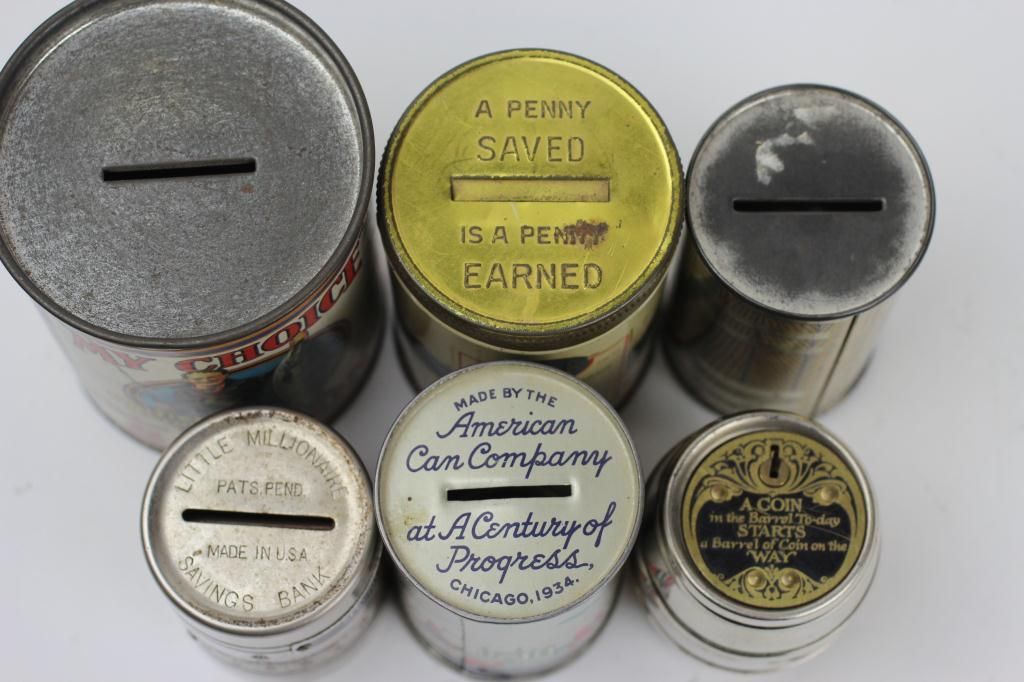 A PENNY
SAVED
IS A PENNY
EARNED
MY CHOICE
LITTLE MILLIONAIRE
PATS. PEND.
MADE IN U.S.A.
SAVINGS BANK
MADE BY THE
American
Can Company
at A Century of
Progress,
CHICAGO, 1934.
A COIN
in the Barrel To-day
STARTS
a Barrel of Coin on the
WAY